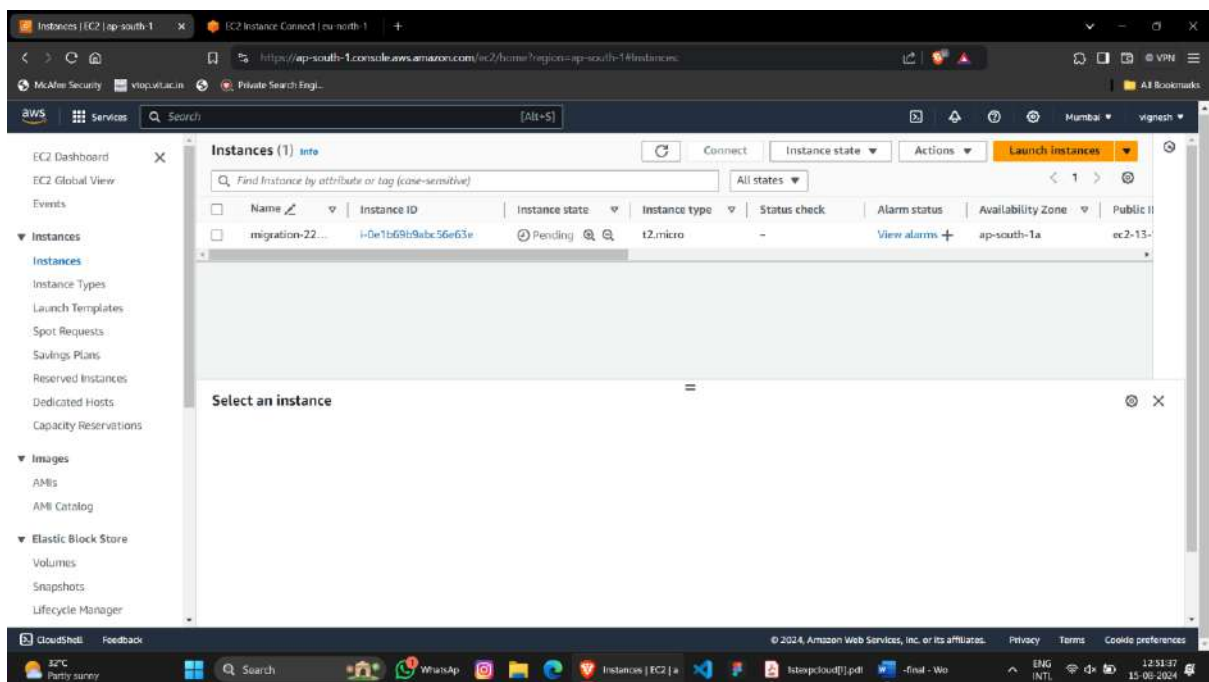 Instances | EC2 | ap-south-1
EC2 Instance Connect | eu-north-1
https://ap-south-1.console.aws.amazon.com/ec2/home?region=ap-south-1#Instances:
VPN
McAfee Security vtop.vit.ac.in Private Search Engi... All Bookmarks
aws Services Search [Alt+S] Mumbai vignesh
EC2 Dashboard
EC2 Global View
Events
Instances
Instances
Instance Types
Launch Templates
Spot Requests
Savings Plans
Reserved Instances
Dedicated Hosts
Capacity Reservations
Images
AMIs
AMI Catalog
Elastic Block Store
Volumes
Snapshots
Lifecycle Manager
Instances (1) Info Connect Instance state Actions Launch instances
Find Instance by attribute or tag (case-sensitive) All states 1
Name Instance ID Instance state Instance type Status check Alarm status Availability Zone Public I
migration-22... i-0e1b69b9abc56e63e Pending t2.micro - View alarms + ap-south-1a ec2-13-
Select an instance
CloudShell Feedback © 2024, Amazon Web Services, Inc. or its affiliates. Privacy Terms Cookie preferences
32°C Search WhatsAp Instances | EC2 | a -final - Wo ENG 12:51:37
Partly sunny INTL 15-08-2024